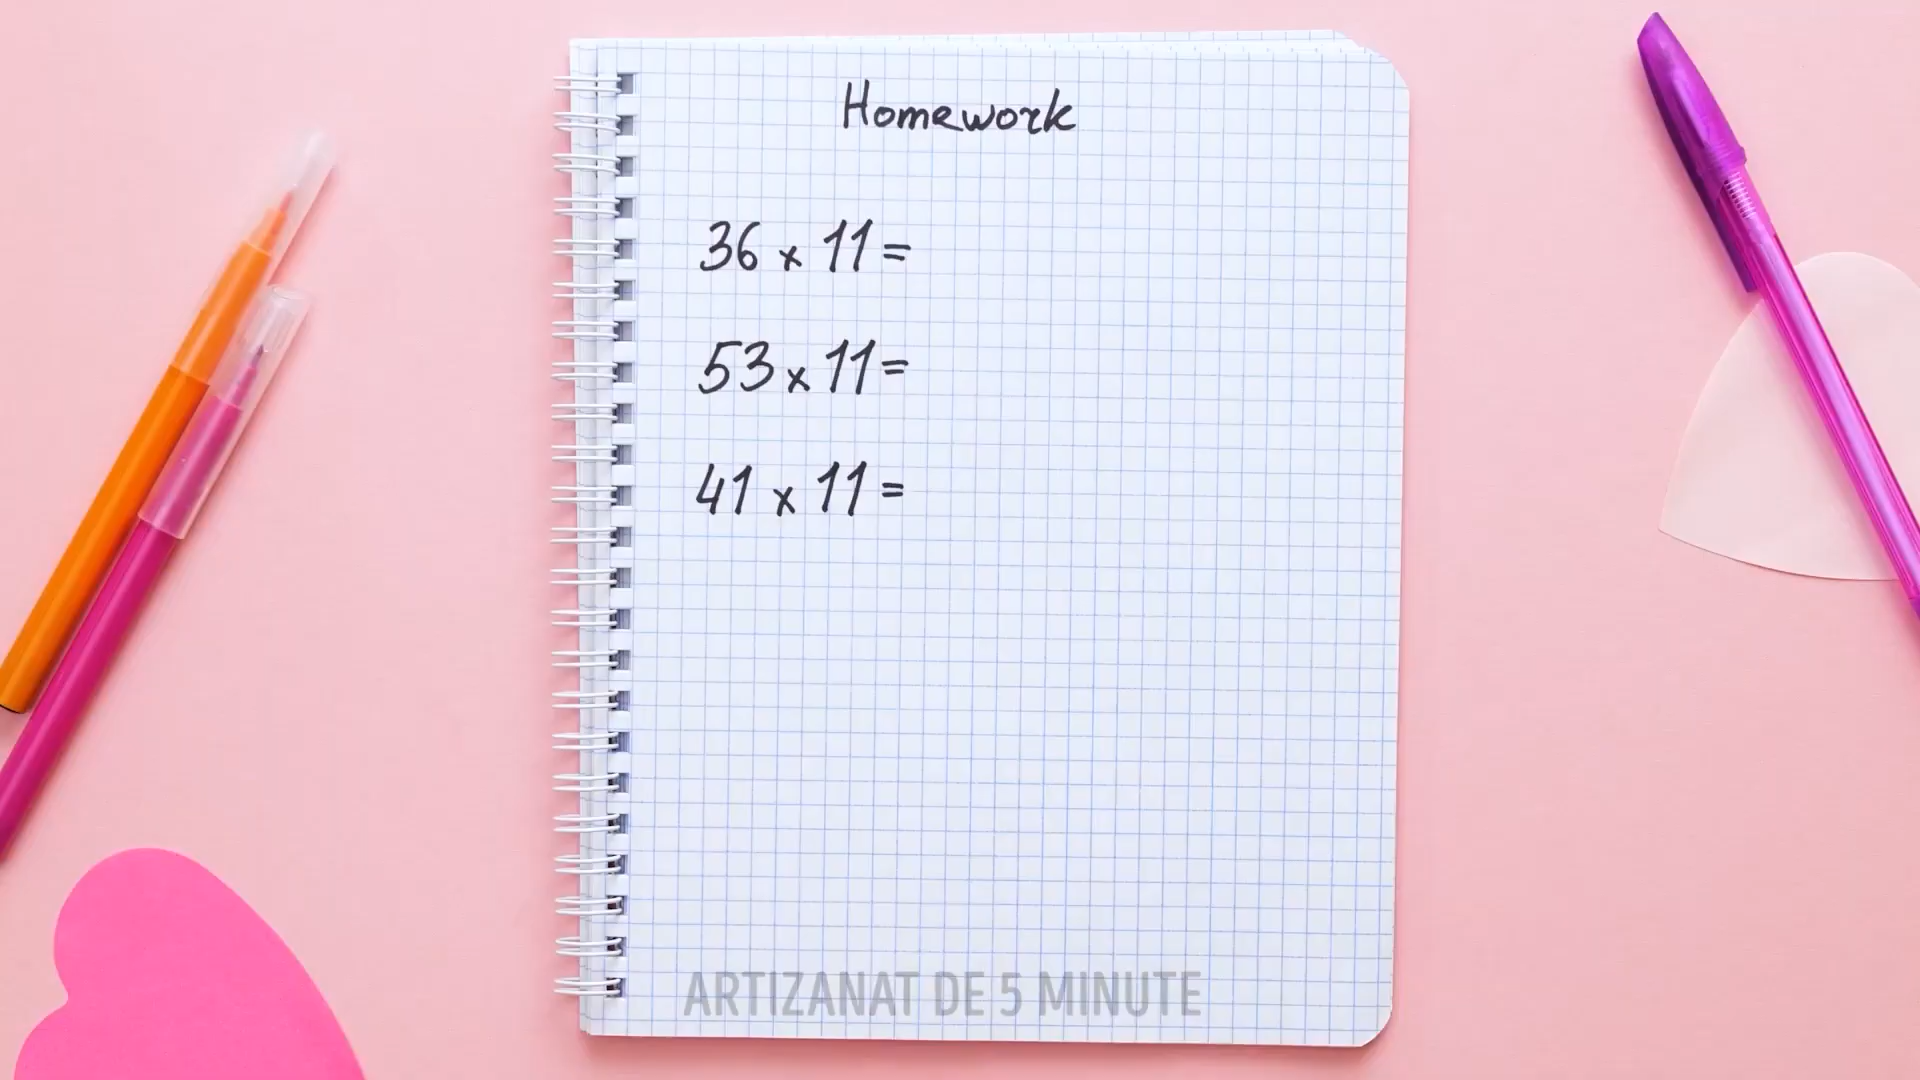 Homework
36 x 11 =
53 x 11 =
41 x 11 =
ARTIZANAT DE 5 MINUTE